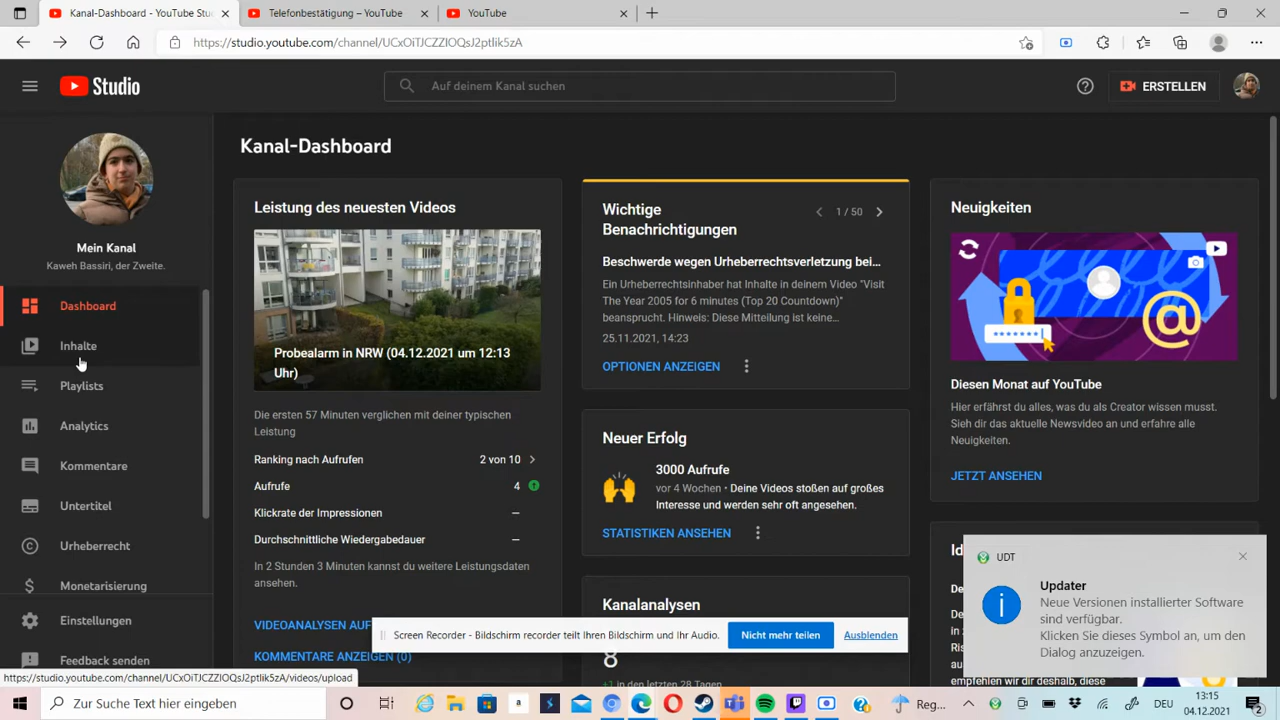 Kanal-Dashboard - YouTube Stu
Telefonbestätigung – YouTube
YouTube
https://studio.youtube.com/channel/UCxOiTJCZZIOQsJ2ptlik5zA
Studio
Auf deinem Kanal suchen
ERSTELLEN
Mein Kanal
Kaweh Bassiri, der Zweite.
Dashboard
Inhalte
Playlists
Analytics
Kommentare
Untertitel
Urheberrecht
Monetarisierung
Einstellungen
Feedback senden
Kanal-Dashboard
Leistung des neuesten Videos
Probealarm in NRW (04.12.2021 um 12:13
Uhr)
Die ersten 57 Minuten verglichen mit deiner typischen
Leistung
Ranking nach Aufrufen 2 von 10
Aufrufe 4
Klickrate der Impressionen –
Durchschnittliche Wiedergabedauer –
In 2 Stunden 3 Minuten kannst du weitere Leistungsdaten
ansehen.
VIDEOANALYSEN AUF
KOMMENTARE ANZEIGEN (0)
Wichtige
Benachrichtigungen
1 / 50
Beschwerde wegen Urheberrechtsverletzung bei...
Ein Urheberrechtsinhaber hat Inhalte in deinem Video "Visit
The Year 2005 for 6 minutes (Top 20 Countdown)"
beansprucht. Hinweis: Diese Mitteilung ist keine...
25.11.2021, 14:23
OPTIONEN ANZEIGEN
Neuer Erfolg
3000 Aufrufe
vor 4 Wochen • Deine Videos stoßen auf großes
Interesse und werden sehr oft angesehen.
STATISTIKEN ANSEHEN
Kanalanalysen
8
+1 in den letzten 28 Tagen
Neuigkeiten
Diesen Monat auf YouTube
Hier erfährst du alles, was du als Creator wissen musst.
Sieh dir das aktuelle Newsvideo an und erfahre alle
Neuigkeiten.
JETZT ANSEHEN
UDT
Updater
Neue Versionen installierter Software
sind verfügbar.
Klicken Sie dieses Symbol an, um den
Dialog anzuzeigen.
empfehlen wir dir deshalb, diese
Screen Recorder - Bildschirm recorder teilt Ihren Bildschirm und Ihr Audio.
Nicht mehr teilen
Ausblenden
https://studio.youtube.com/channel/UCxOiTJCZZIOQsJ2ptlik5zA/videos/upload
Zur Suche Text hier eingeben
Reg...
DEU
13:15
04.12.2021